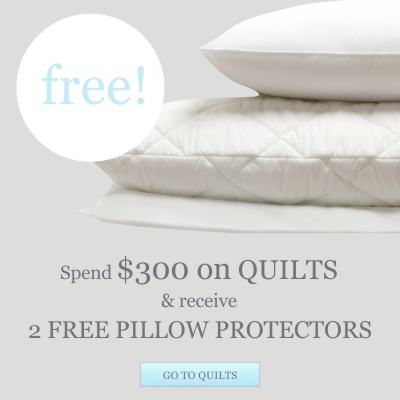 free!
Spend $300 on QUILTS
& receive
2 FREE PILLOW PROTECTORS
GO TO QUILTS